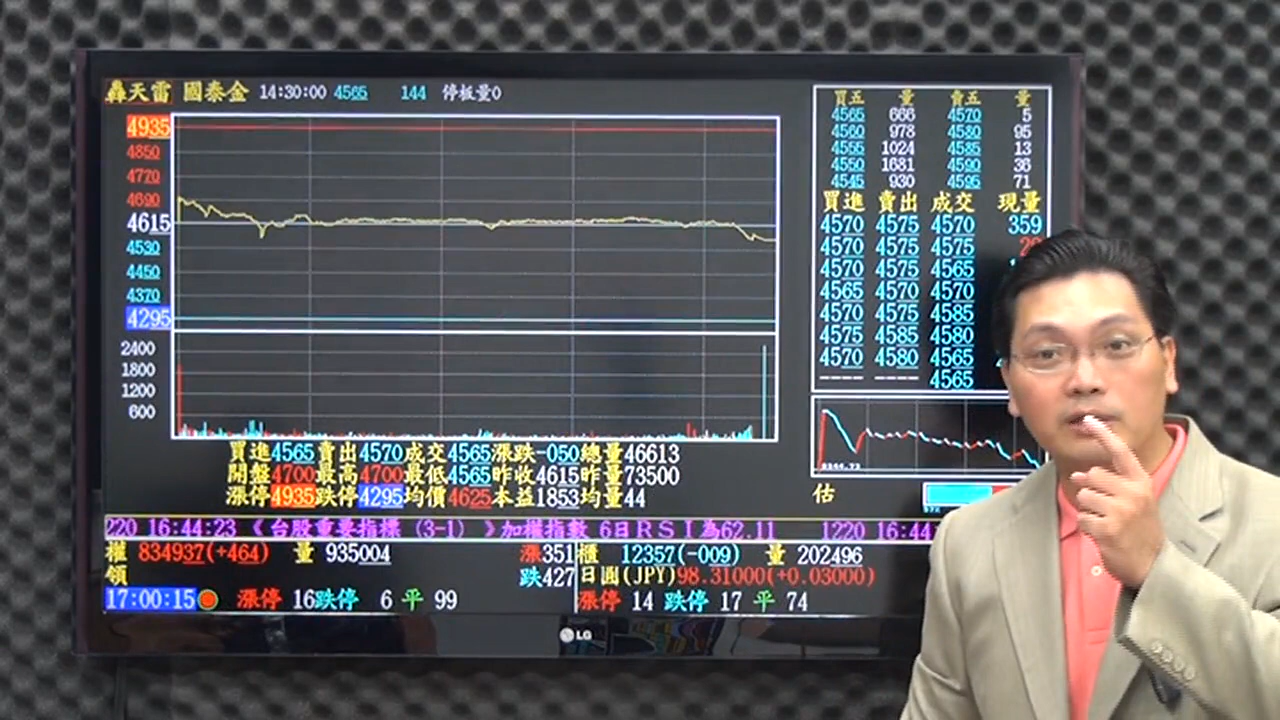 轟天雷 國泰金 14:30:00 4565 144 停板量0
4935
4850
4770
4690
4615
4530
4450
4370
4295
2400
1800
1200
600
買五 量 賣五 量
4565 666 4570 5
4560 978 4580 95
4555 1024 4585 13
4550 1681 4590 36
4545 930 4595 71
買進 賣出 成交 現量
4570 4575 4570 359
4570 4575 4575
4570 4575 4565
4565 4570 4570
4570 4575 4585
4575 4585 4580
4570 4580 4565
---- ---- 4565
買進4565賣出4570成交4565漲跌-050總量46613
開盤4700最高4700最低4565昨收4615昨量73500
漲停4935跌停4295均價4625本益1853均量44
估
220 16:44:23 《台股重要指標 (3-1) 》加權指數 6日RSI為62.11 1220 16:44
權 834937(+464) 量 935004 漲351 櫃 12357(-009) 量 202496
領 跌427 日圓(JPY)98.31000(+0.03000)
17:00:15 漲停 16跌停 6 平 99 漲停 14 跌停 17 平 74
LG